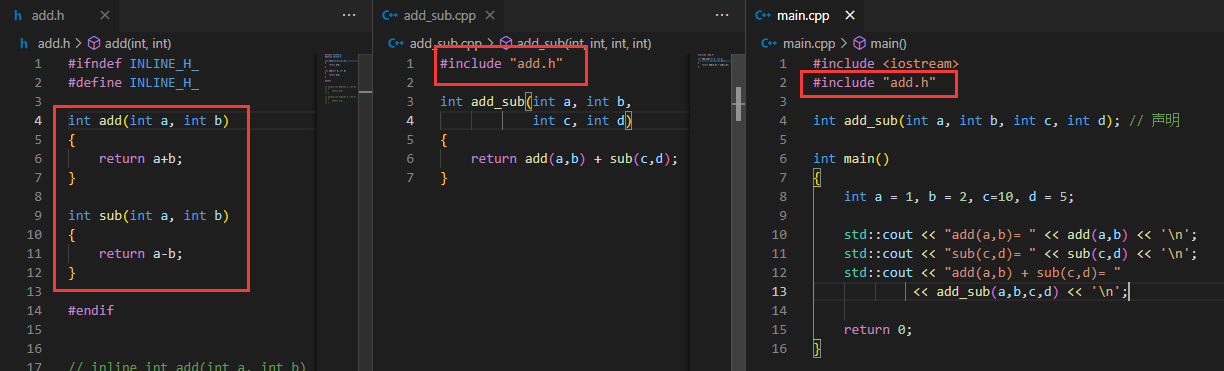 add.h
add.h > add(int, int)
1 #ifndef INLINE_H_
2 #define INLINE_H_
3
4 int add(int a, int b)
5 {
6 return a+b;
7 }
8
9 int sub(int a, int b)
10 {
11 return a-b;
12 }
13
14 #endif
15
16
17 // inline int add(int a, int b)
add_sub.cpp
add_sub.cpp > add_sub(int, int, int, int)
1 #include "add.h"
2
3 int add_sub(int a, int b,
4 int c, int d)
5 {
6 return add(a,b) + sub(c,d);
7 }
main.cpp
main.cpp > main()
1 #include <iostream>
2 #include "add.h"
3
4 int add_sub(int a, int b, int c, int d); // 声明
5
6 int main()
7 {
8 int a = 1, b = 2, c=10, d = 5;
9
10 std::cout << "add(a,b)= " << add(a,b) << '\n';
11 std::cout << "sub(c,d)= " << sub(c,d) << '\n';
12 std::cout << "add(a,b) + sub(c,d)= "
13 << add_sub(a,b,c,d) << '\n';
14
15 return 0;
16 }